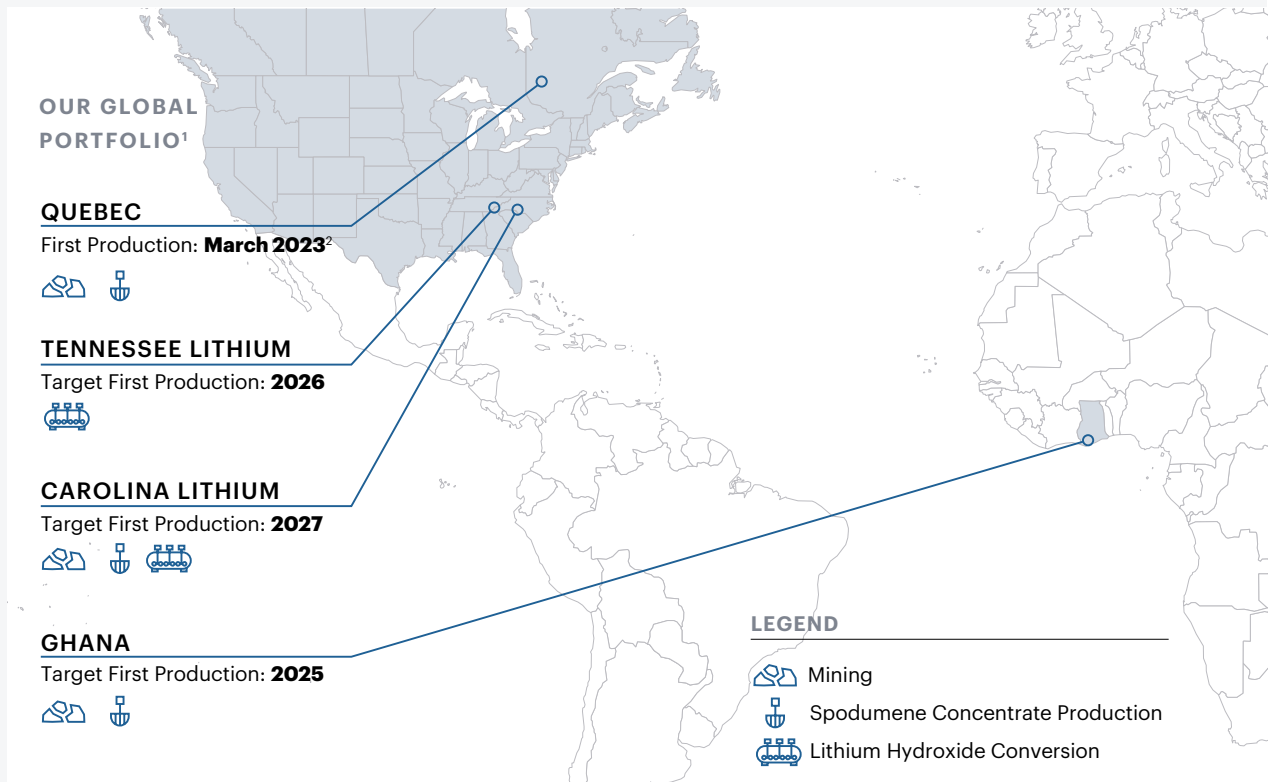 OUR GLOBAL
PORTFOLIO¹
QUEBEC
First Production: March 2023²
TENNESSEE LITHIUM
Target First Production: 2026
CAROLINA LITHIUM
Target First Production: 2027
GHANA
Target First Production: 2025
LEGEND
Mining
Spodumene Concentrate Production
Lithium Hydroxide Conversion